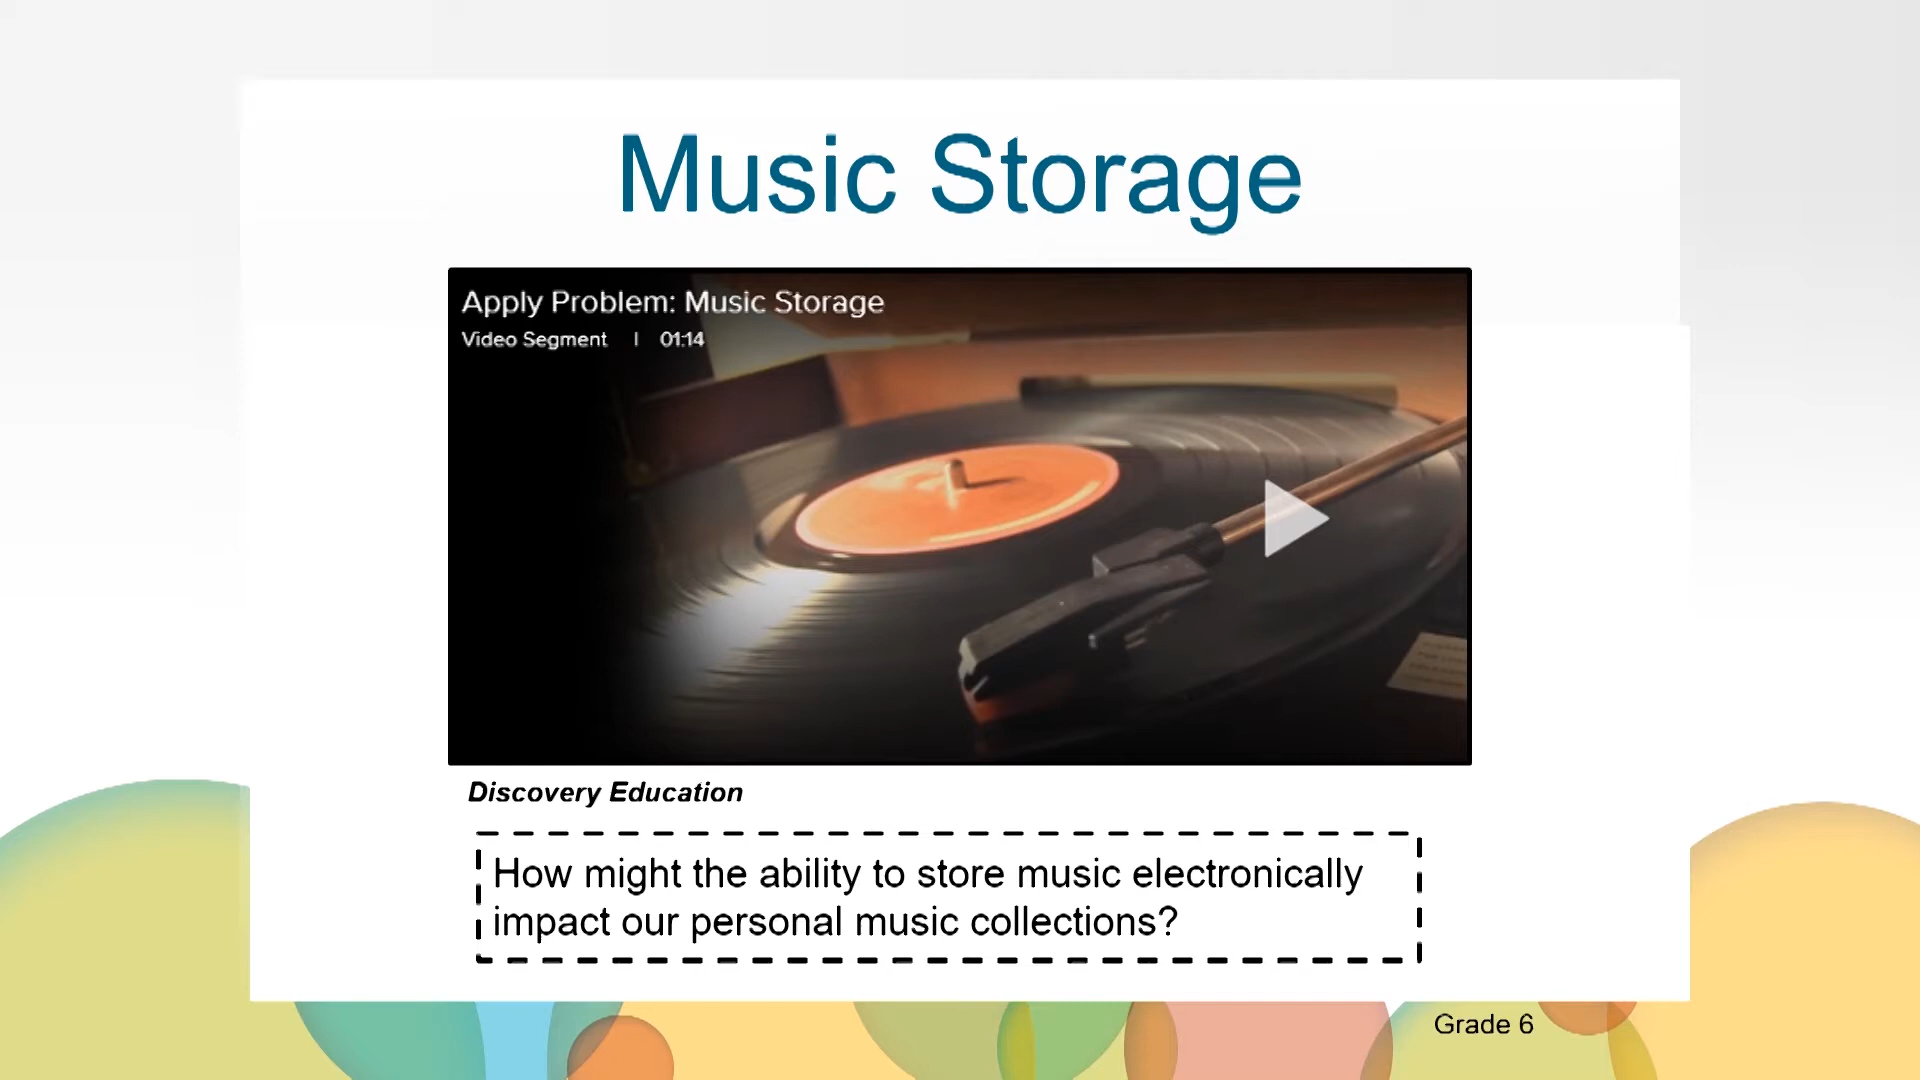 Music Storage
Apply Problem: Music Storage
Video Segment | 01:14
Discovery Education
How might the ability to store music electronically
impact our personal music collections?
Grade 6